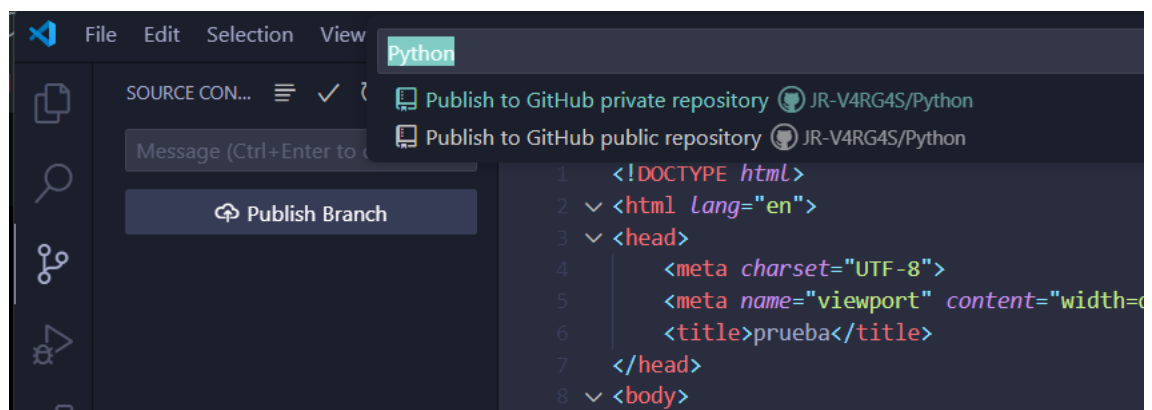 File Edit Selection View
Python
SOURCE CON...
Publish to GitHub private repository JR-V4RG4S/Python
Publish to GitHub public repository JR-V4RG4S/Python
Message (Ctrl+Enter to
Publish Branch
1 <!DOCTYPE html>
2 <html lang="en">
3 <head>
4 <meta charset="UTF-8">
5 <meta name="viewport" content="width=
6 <title>prueba</title>
7 </head>
8 <body>